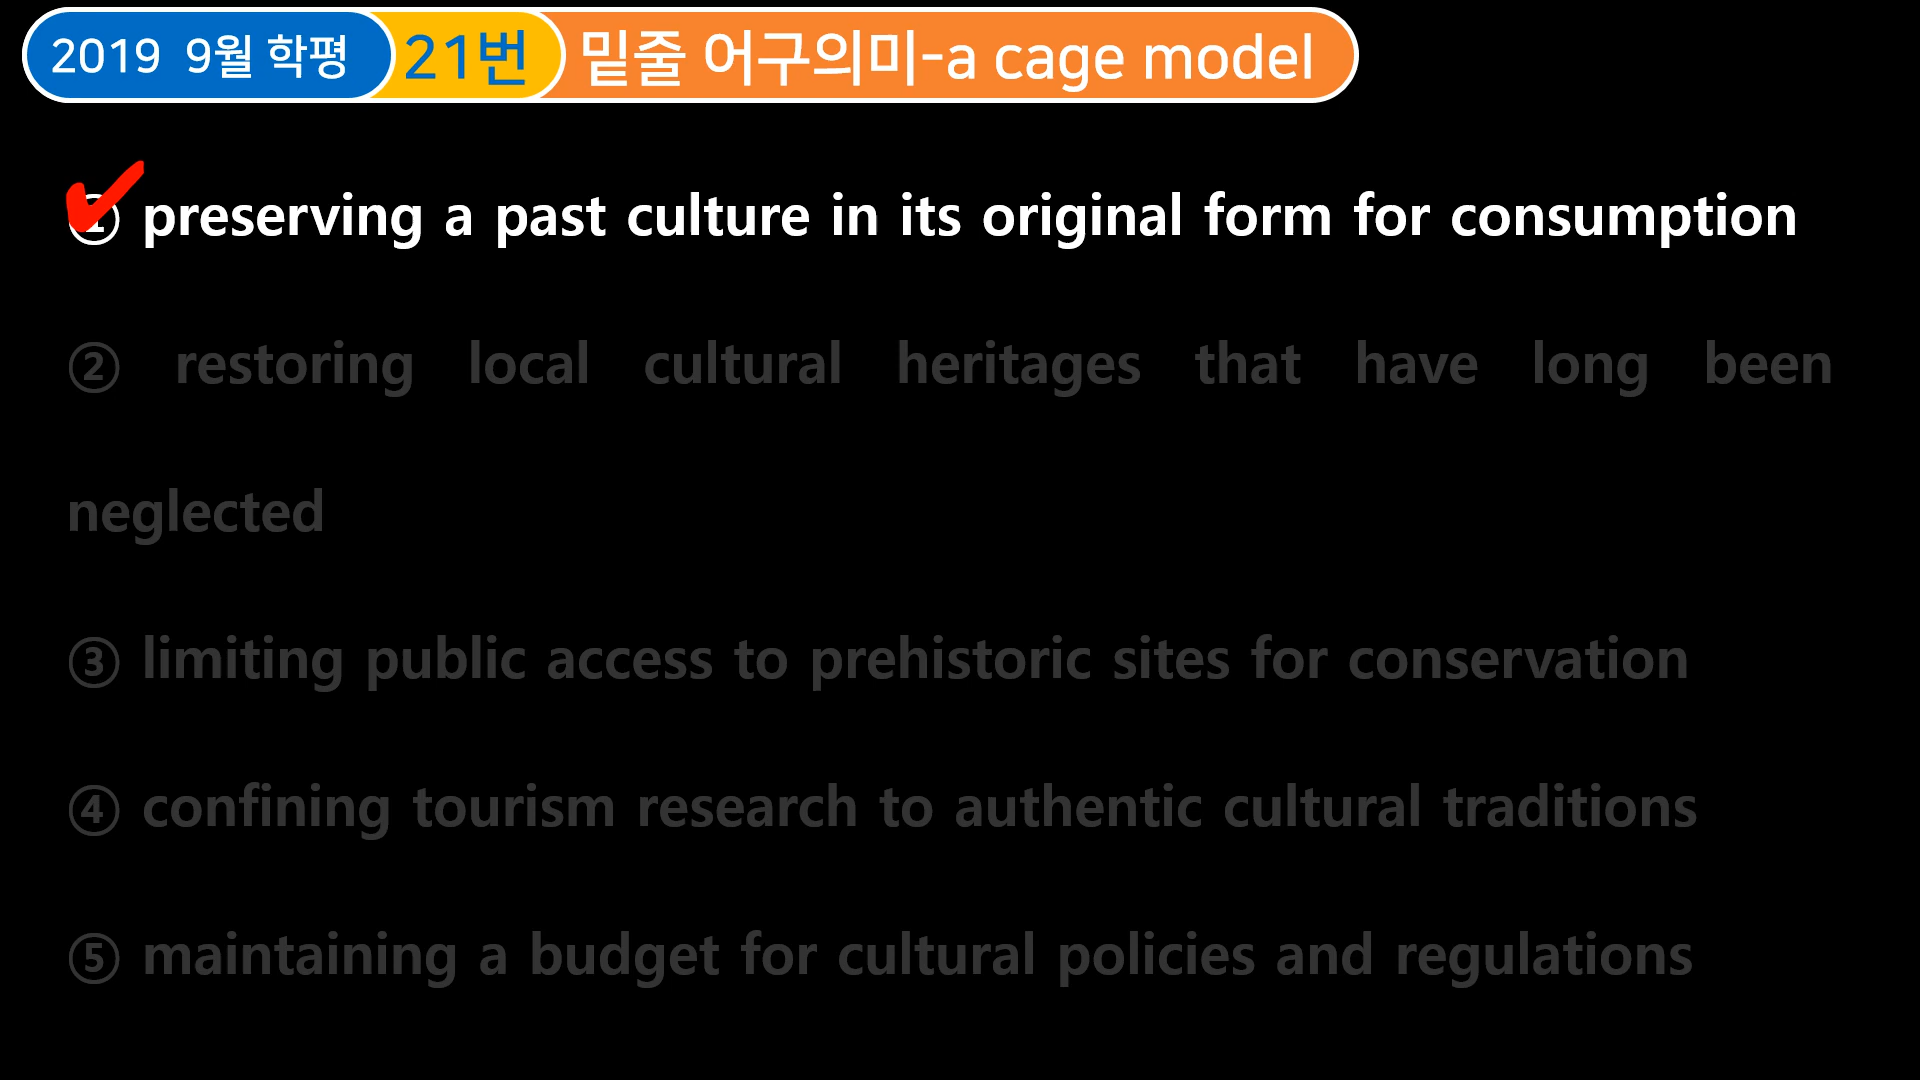 2019 9월 학평 21번 밑줄 어구의미-a cage model
① preserving a past culture in its original form for consumption
② restoring local cultural heritages that have long been
neglected
③ limiting public access to prehistoric sites for conservation
④ confining tourism research to authentic cultural traditions
⑤ maintaining a budget for cultural policies and regulations